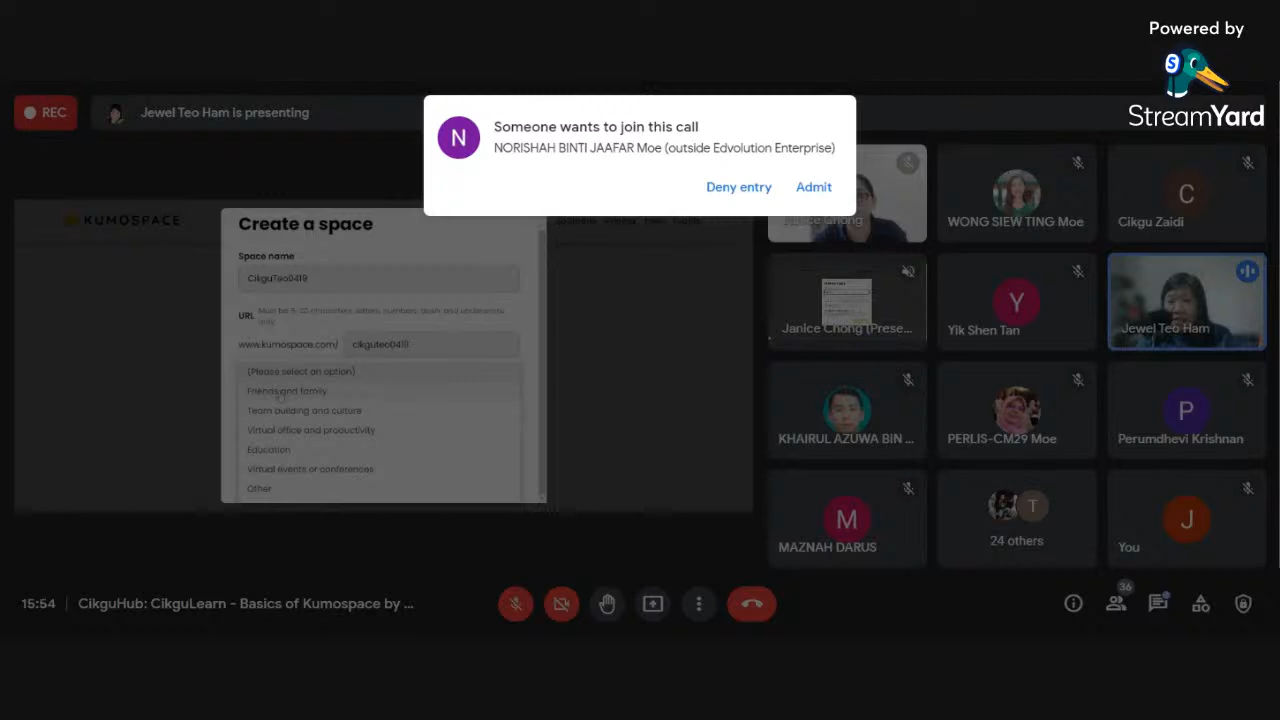 Powered by
StreamYard
REC
Jewel Teo Ham is presenting
N
Someone wants to join this call
NORISHAH BINTI JAAFAR Moe (outside Edvolution Enterprise)
Deny entry
Admit
KUMOSPACE
Create a space
Space name
CikguTeo0419
URL
www.kumospace.com/
(Please select an option)
Friends and family
Team building and culture
Virtual office and productivity
Education
Virtual events or conferences
Other
Janice Chong
WONG SIEW TING Moe
C
Cikgu Zaidi
Janice Chong (Prese...
Y
Yik Shen Tan
Jewel Teo Ham
KHAIRUL AZUWA BIN ...
PERLIS-CM29 Moe
P
Perumdhevi Krishnan
M
MAZNAH DARUS
T
24 others
J
You
15:54
CikguHub: CikguLearn - Basics of Kumospace by ...
36